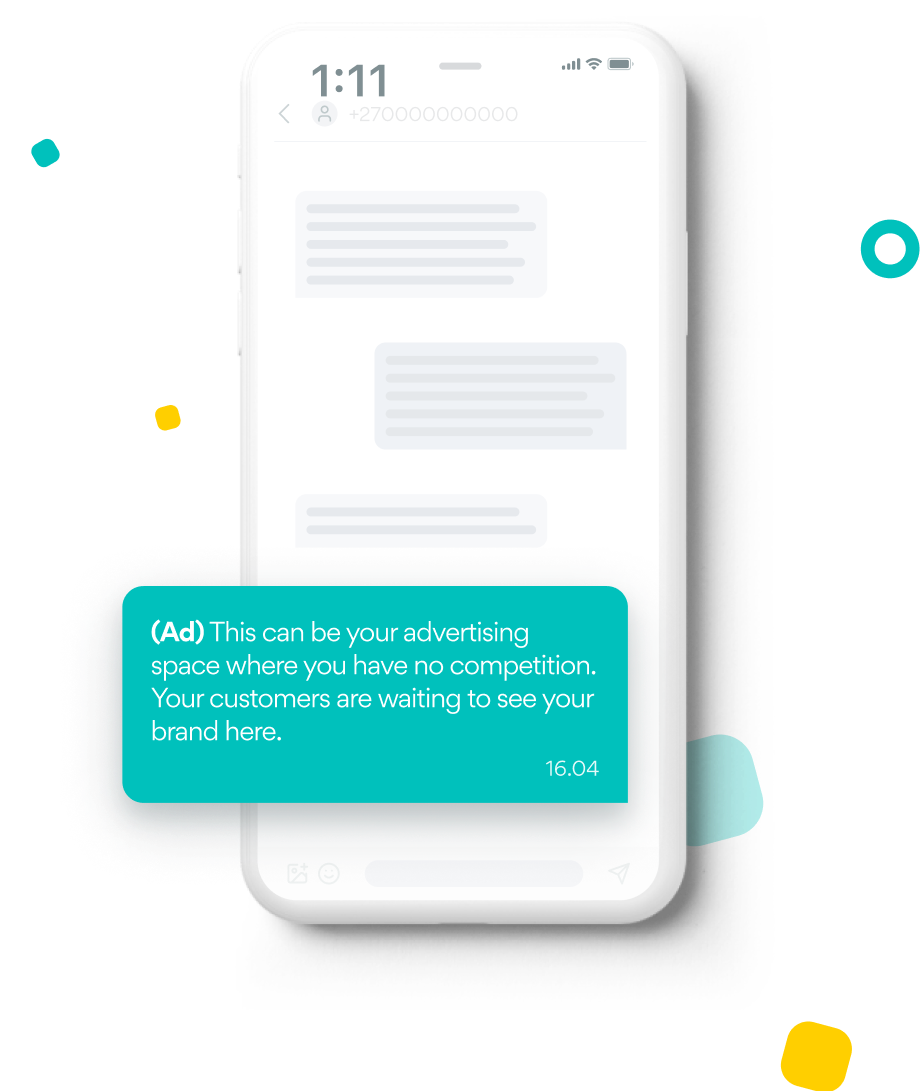 1:11
+270000000000
(Ad) This can be your advertising
space where you have no competition.
Your customers are waiting to see your
brand here.
16.04